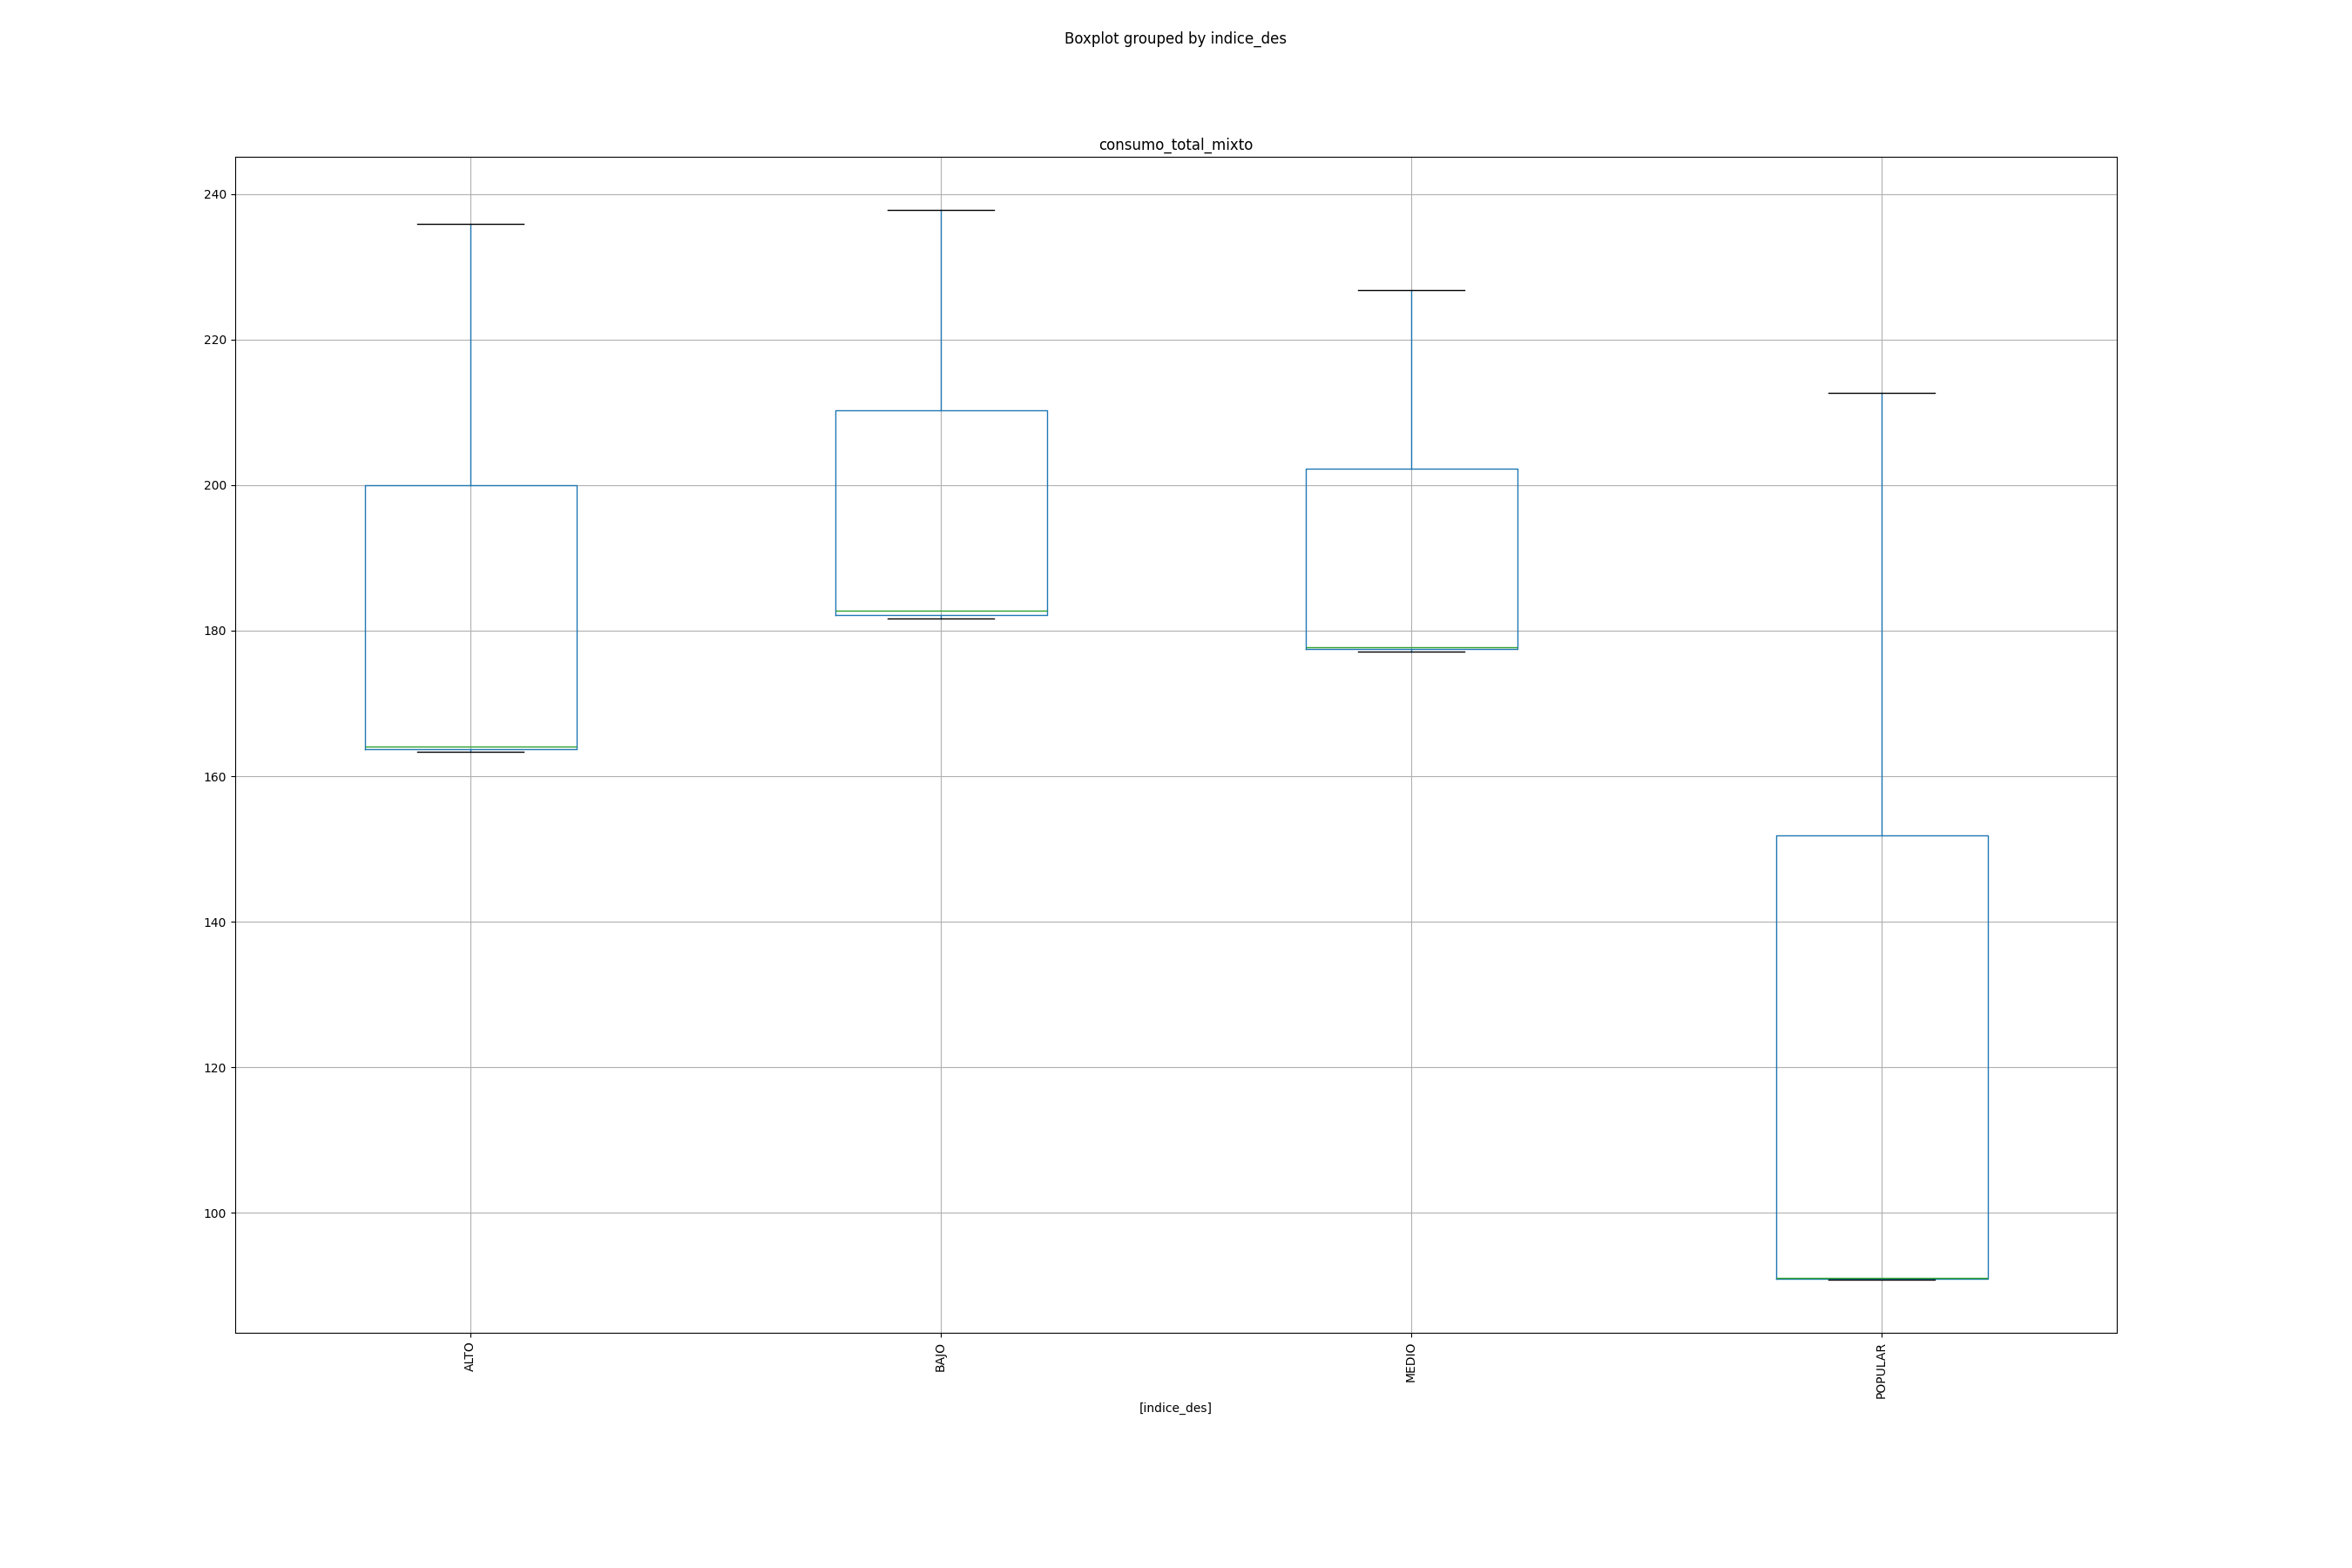 Boxplot grouped by indice_des
consumo_total_mixto
240
220
200
180
160
140
120
100
ALTO
BAJO
MEDIO
POPULAR
[indice_des]